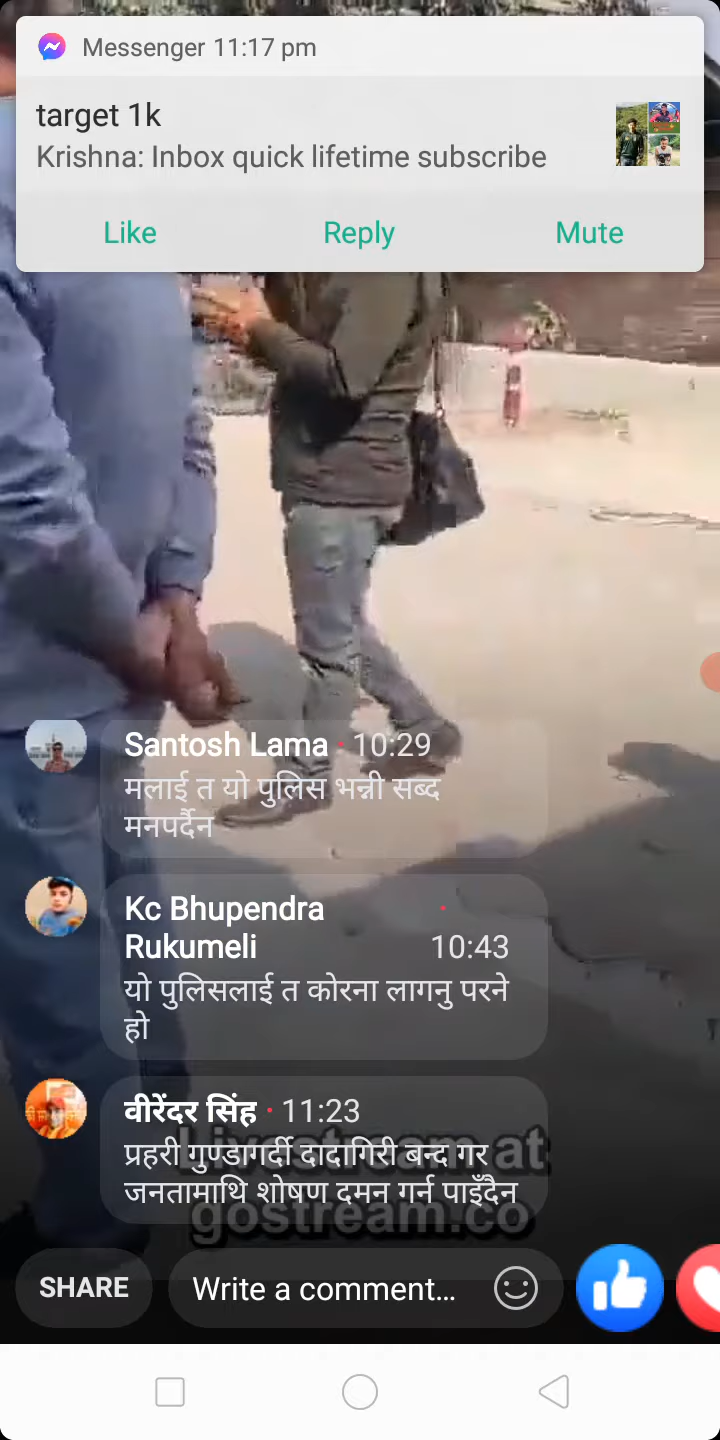 Messenger 11:17 pm
target 1k
Krishna: Inbox quick lifetime subscribe
Like Reply Mute
Santosh Lama · 10:29
मलाई त यो पुलिस भन्नी सब्द
मनपर्दैन
Kc Bhupendra ·
Rukumeli 10:43
यो पुलिसलाई त कोरना लागनु परने
हो
वीरेंदर सिंह · 11:23
प्रहरी गुण्डागर्दी दादागिरी बन्द गर
जनतामाथि शोषण दमन गर्न पाइँदैन
Livestream at
gostream.co
SHARE Write a comment...